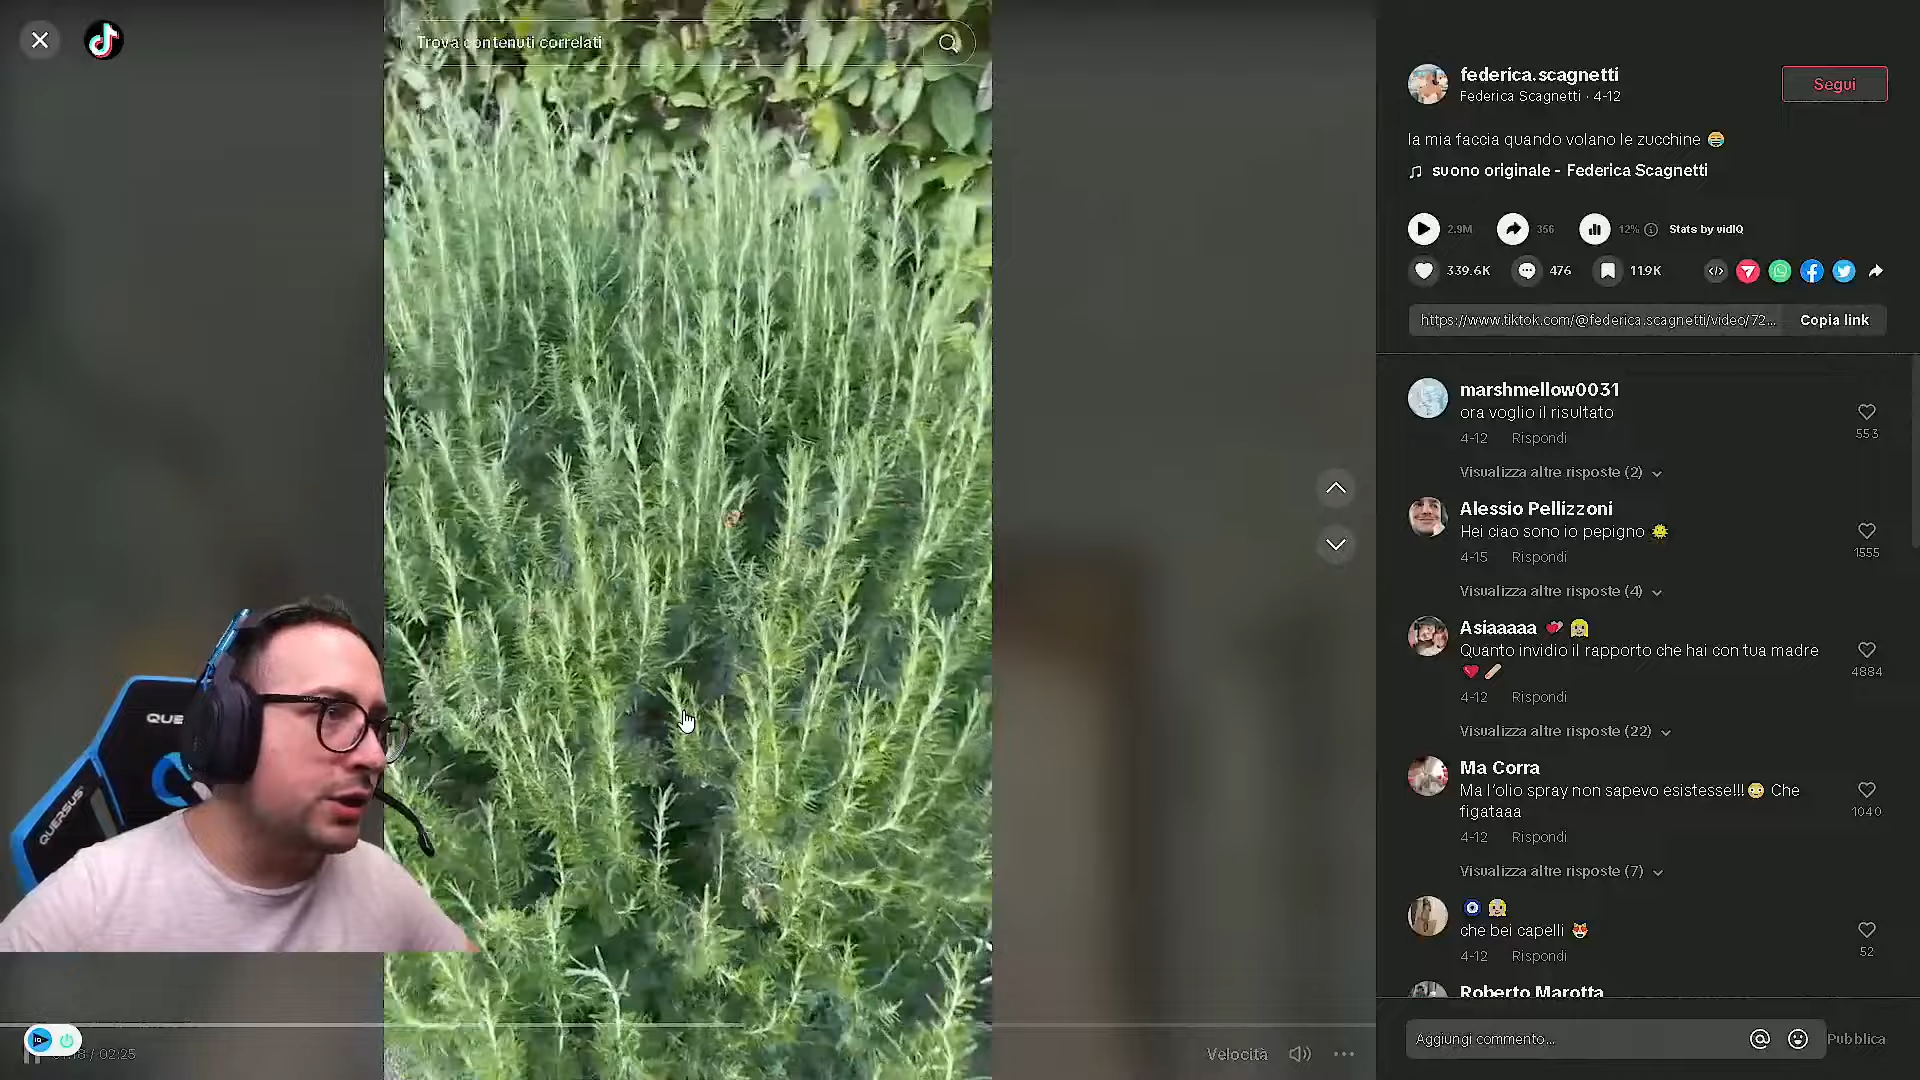 Trova contenuti correlati
federica.scagnetti
Federica Scagnetti · 4-12
Segui
la mia faccia quando volano le zucchine
suono originale - Federica Scagnetti
2.9M
356
12%
Stats by vidIQ
339.6K
476
11.9K
https://www.tiktok.com/@federica.scagnetti/video/72...
Copia link
marshmellow0031
ora voglio il risultato
553
4-12 Rispondi
Visualizza altre risposte (2)
Alessio Pellizzoni
Hei ciao sono io pepigno
1555
4-15 Rispondi
Visualizza altre risposte (4)
Asiaaaaa
Quanto invidio il rapporto che hai con tua madre
4884
4-12 Rispondi
Visualizza altre risposte (22)
Ma Corra
Ma l'olio spray non sapevo esistesse!!! Che
figataaa
1040
4-12 Rispondi
Visualizza altre risposte (7)
che bei capelli
52
4-12 Rispondi
Roberto Marotta
Aggiungi commento...
Pubblica
QUE
QUERSUS
/ 02:25
Velocità